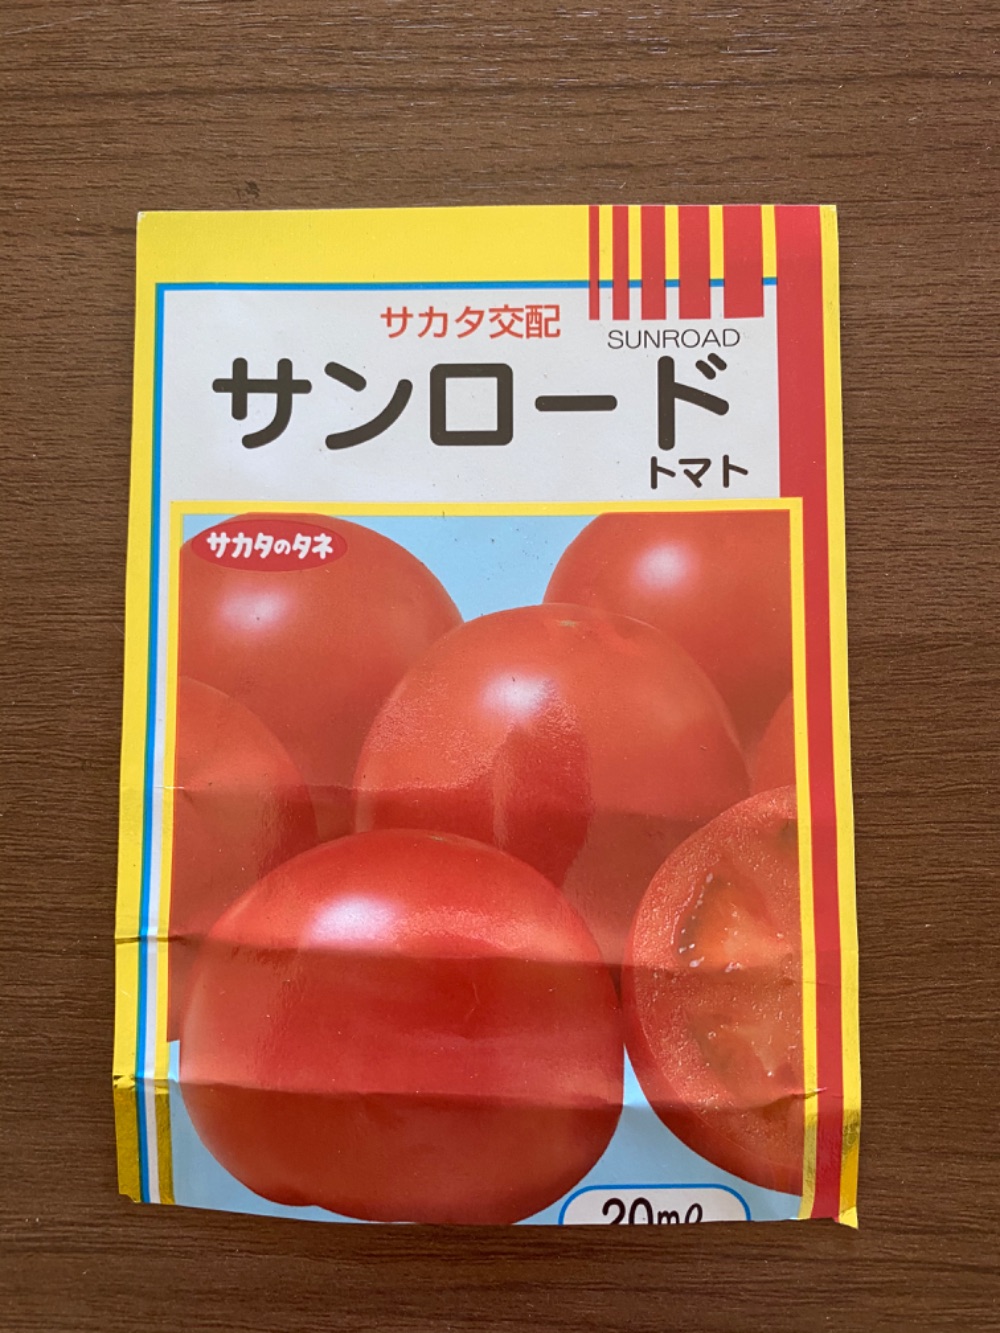 サカタ交配
SUNROAD
サンロード
トマト
サカタのタネ
20mℓ